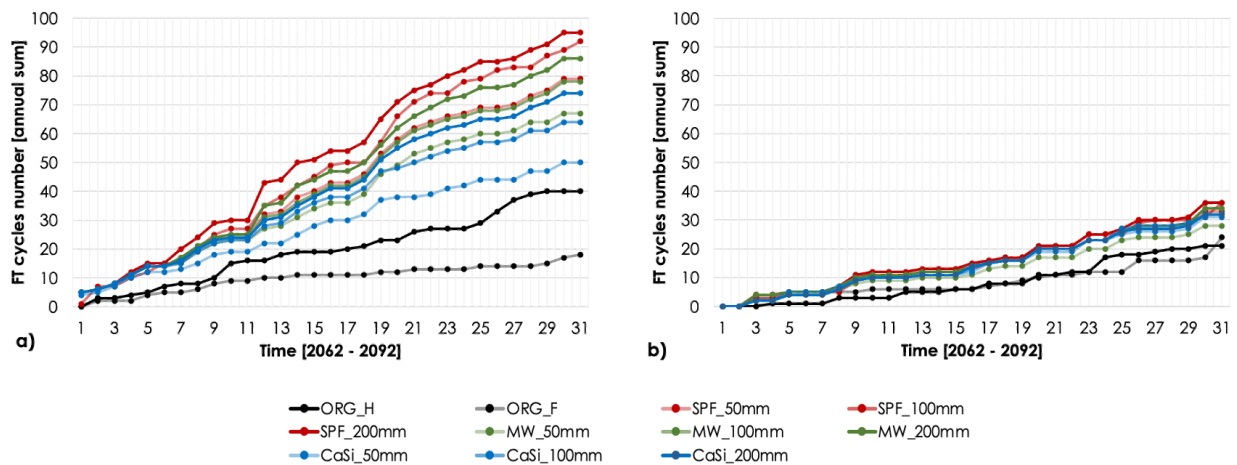 FT cycles number [annual sum]
100
90
80
70
60
50
40
30
20
10
0
1 3 5 7 9 11 13 15 17 19 21 23 25 27 29 31
a)
Time [2062 - 2092]
FT cycles number [annual sum]
100
90
80
70
60
50
40
30
20
10
0
1 3 5 7 9 11 13 15 17 19 21 23 25 27 29 31
b)
Time [2062 - 2092]
ORG_H ORG_F SPF_50mm SPF_100mm
SPF_200mm MW_50mm MW_100mm MW_200mm
CaSi_50mm CaSi_100mm CaSi_200mm